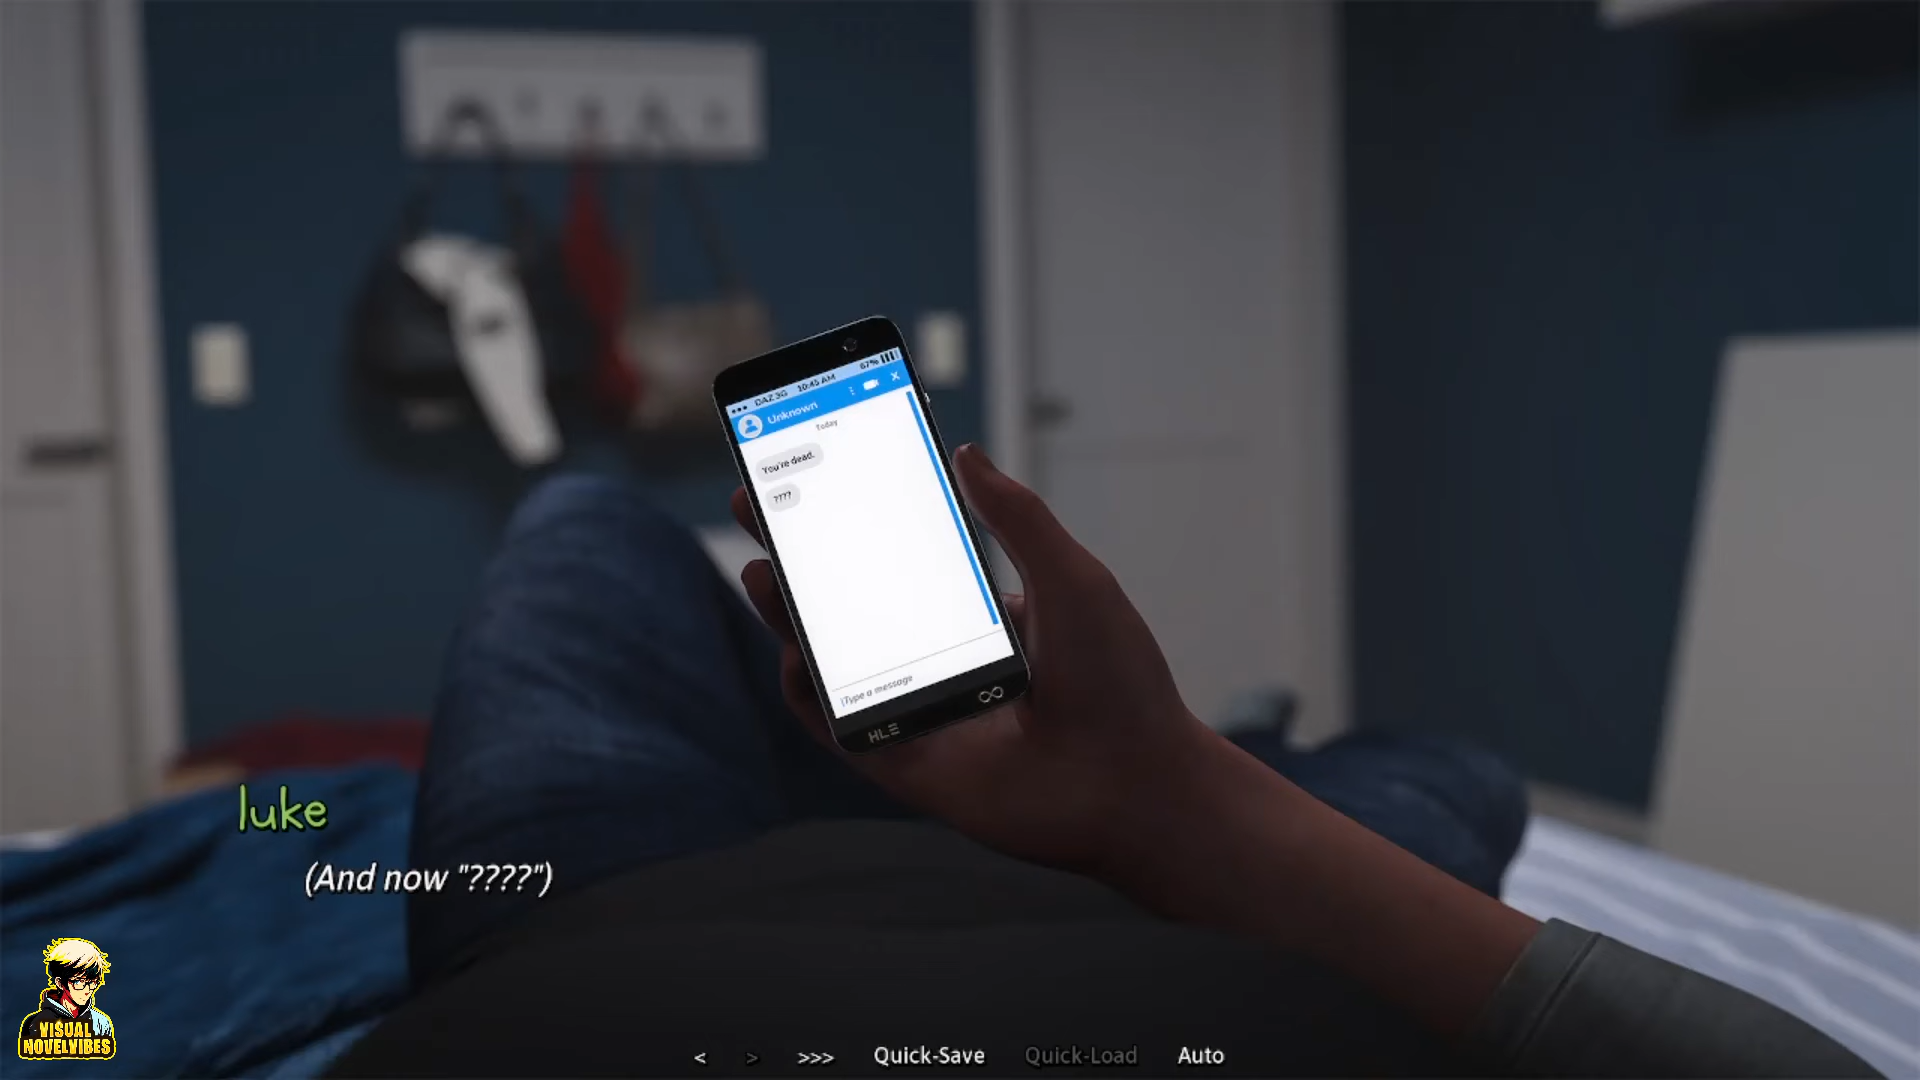 DAZ 3G 10:45 AM 67%
Unknown
Today
You're dead.
????
Type a message
HLE
luke
(And now "????")
VISUAL
NOVELVIBES
< > >>> Quick-Save Quick-Load Auto